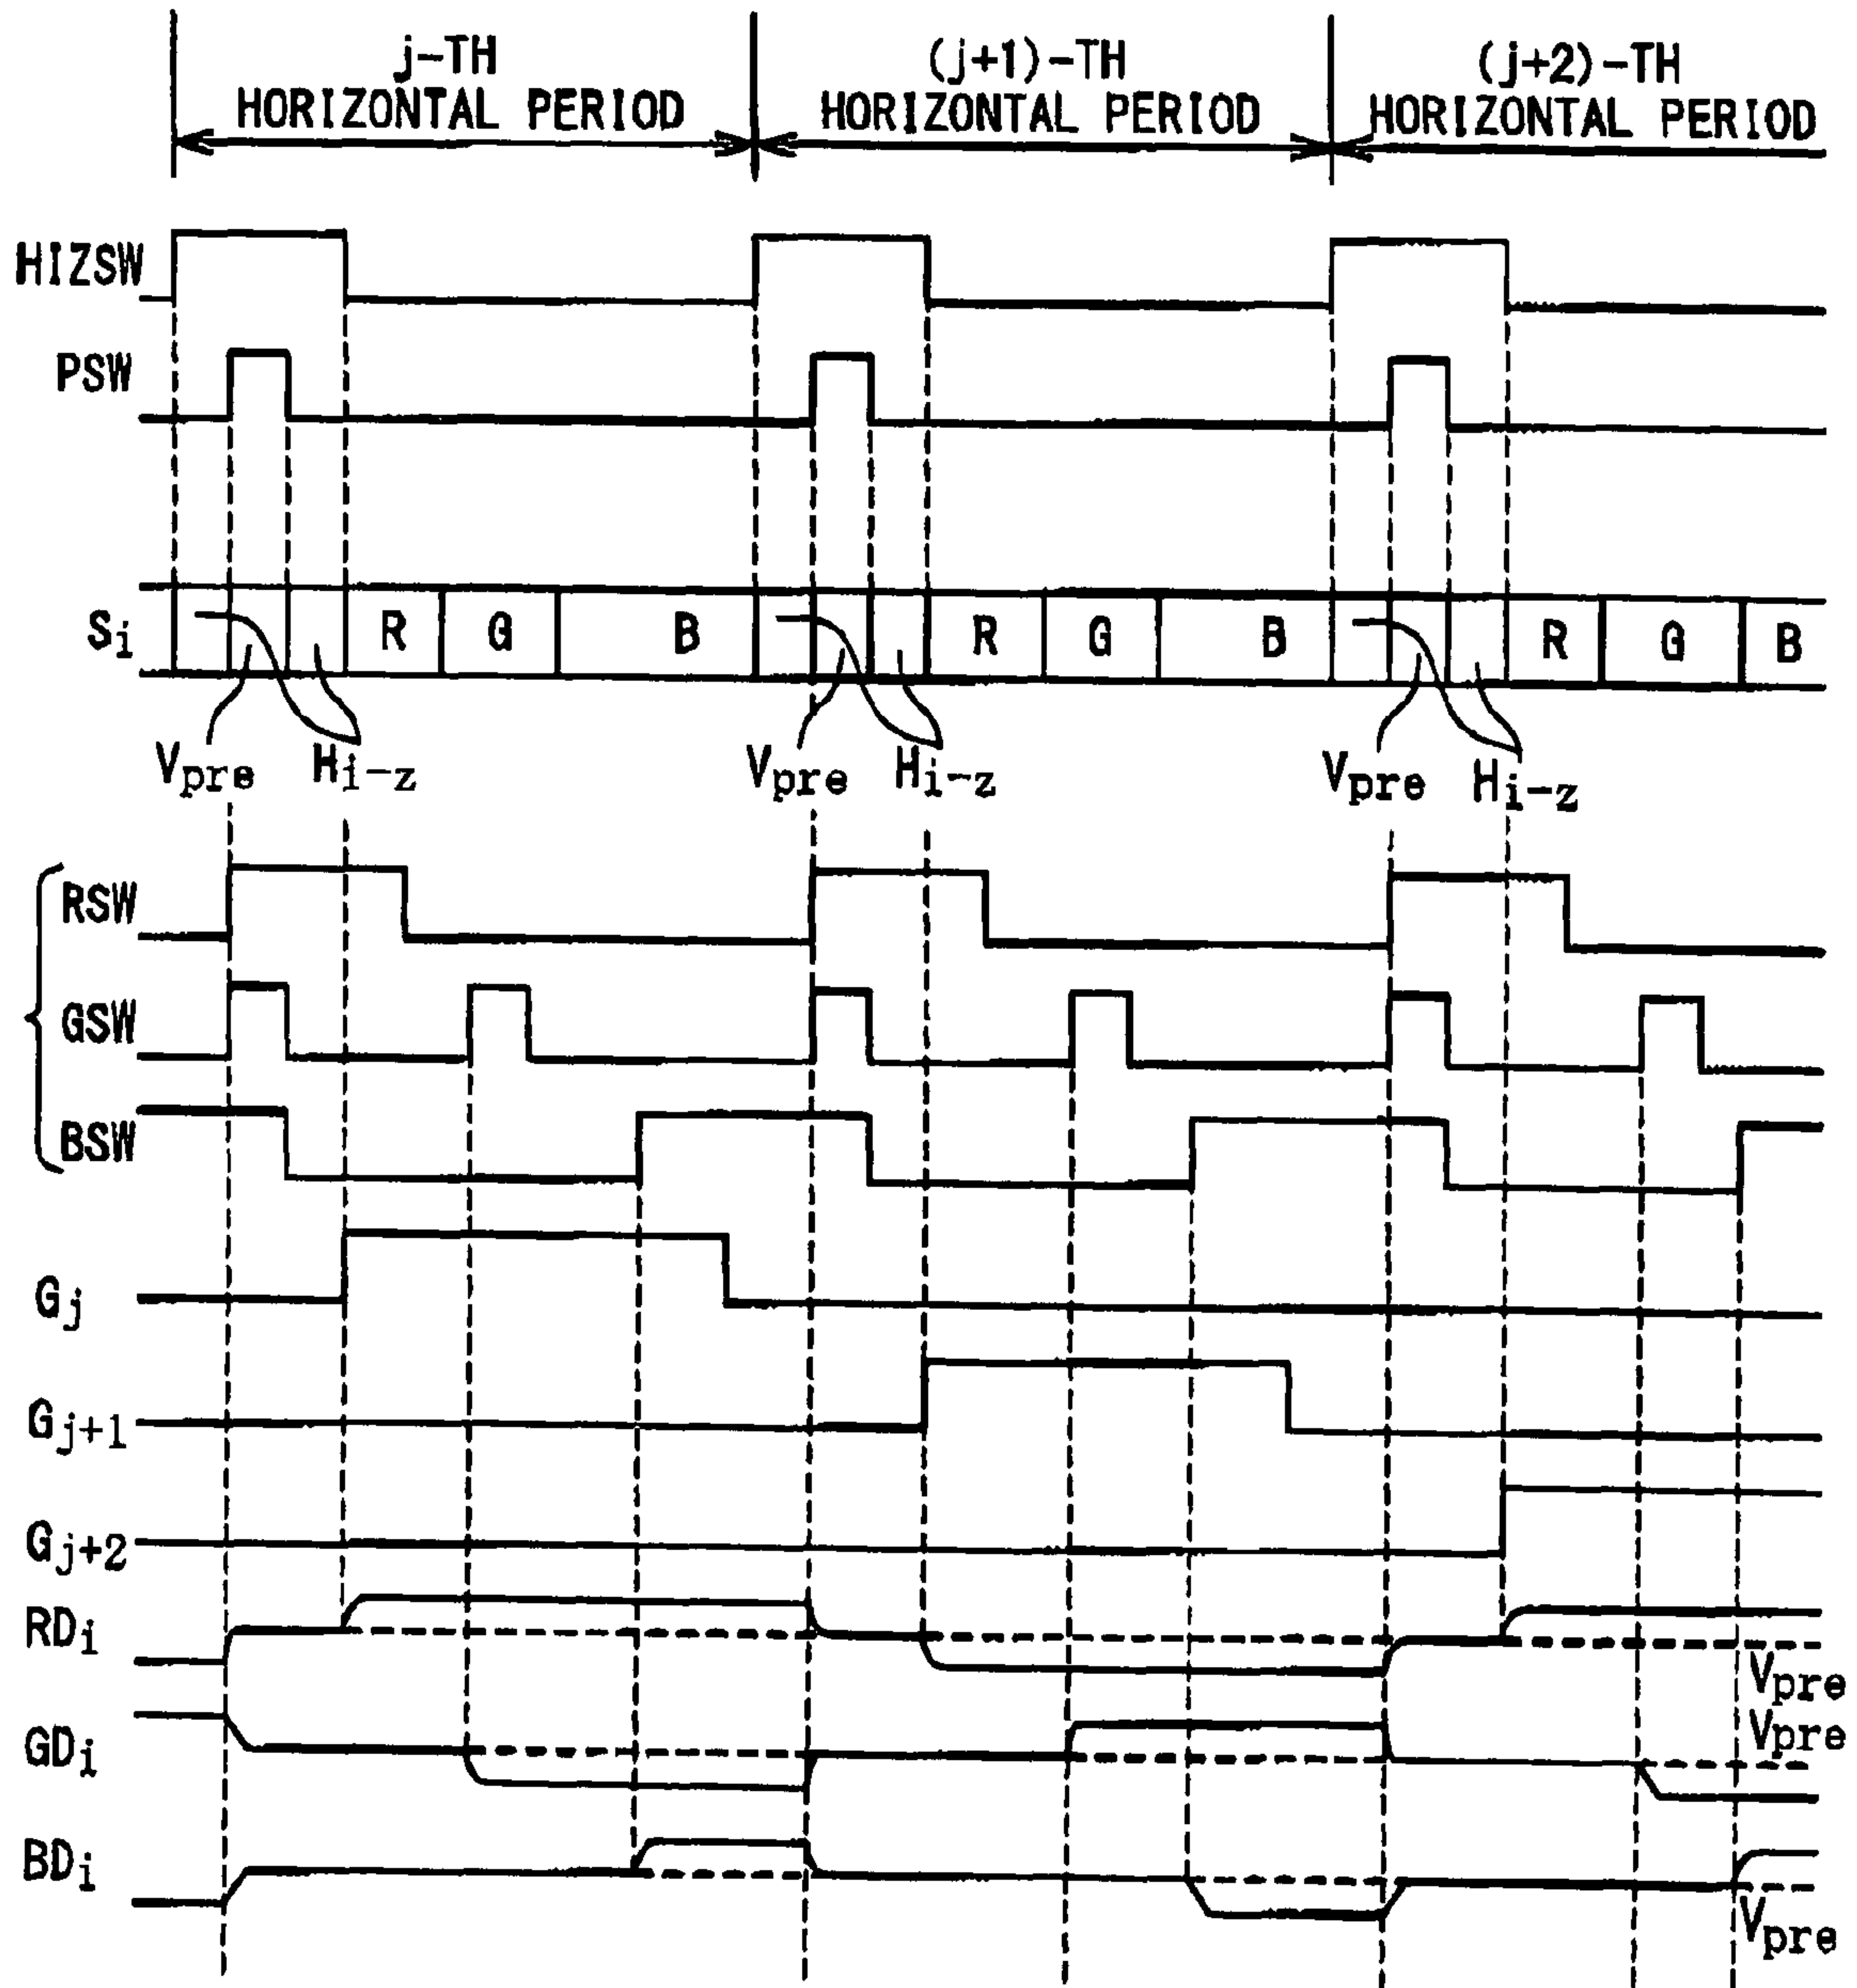 j-TH
HORIZONTAL PERIOD
(j+1)-TH
HORIZONTAL PERIOD
(j+2)-TH
HORIZONTAL PERIOD
HIZSW
PSW
Si R G B R G B R G B
Vpre Hi-z Vpre Hi-z Vpre Hi-z
RSW
GSW
BSW
Gj
Gj+1
Gj+2
RDi
Vpre
Vpre
GDi
BDi
Vpre